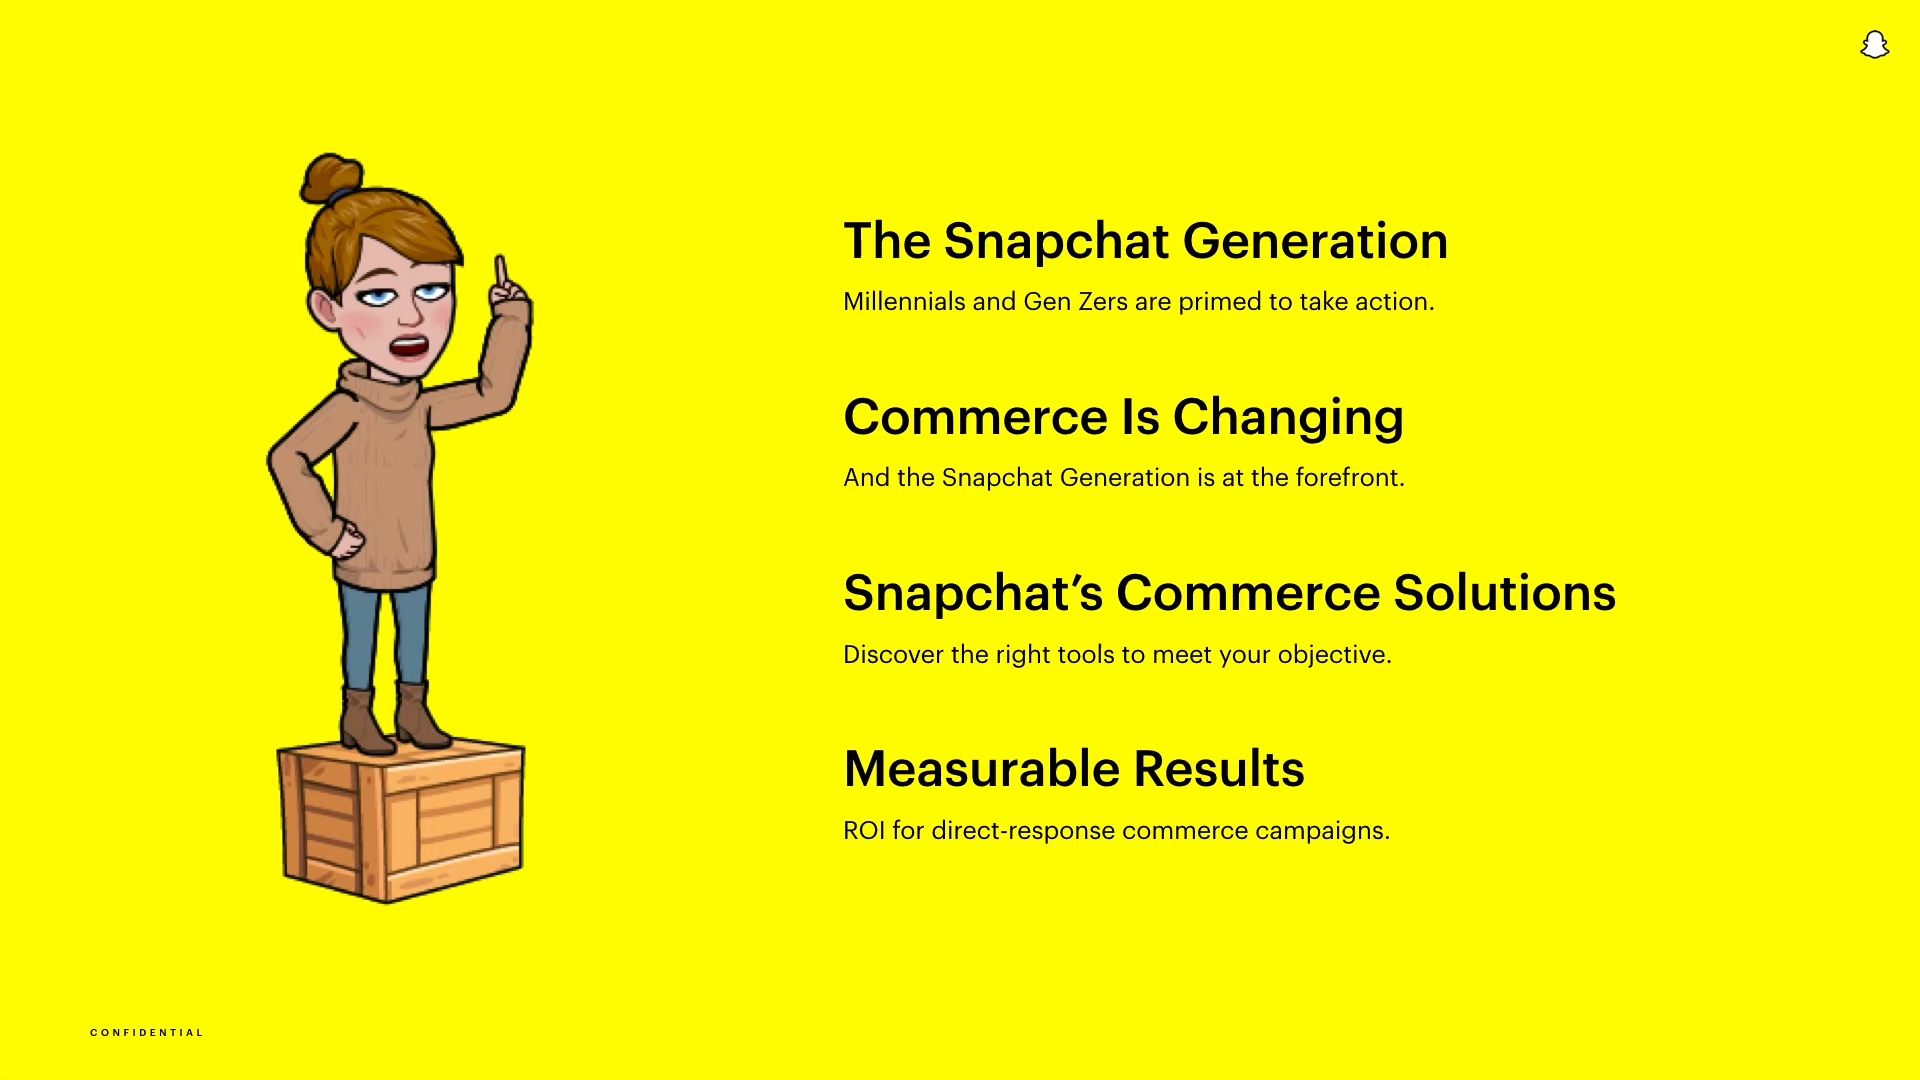 The Snapchat Generation
Millennials and Gen Zers are primed to take action.
Commerce Is Changing
And the Snapchat Generation is at the forefront.
Snapchat’s Commerce Solutions
Discover the right tools to meet your objective.
Measurable Results
ROI for direct-response commerce campaigns.
CONFIDENTIAL